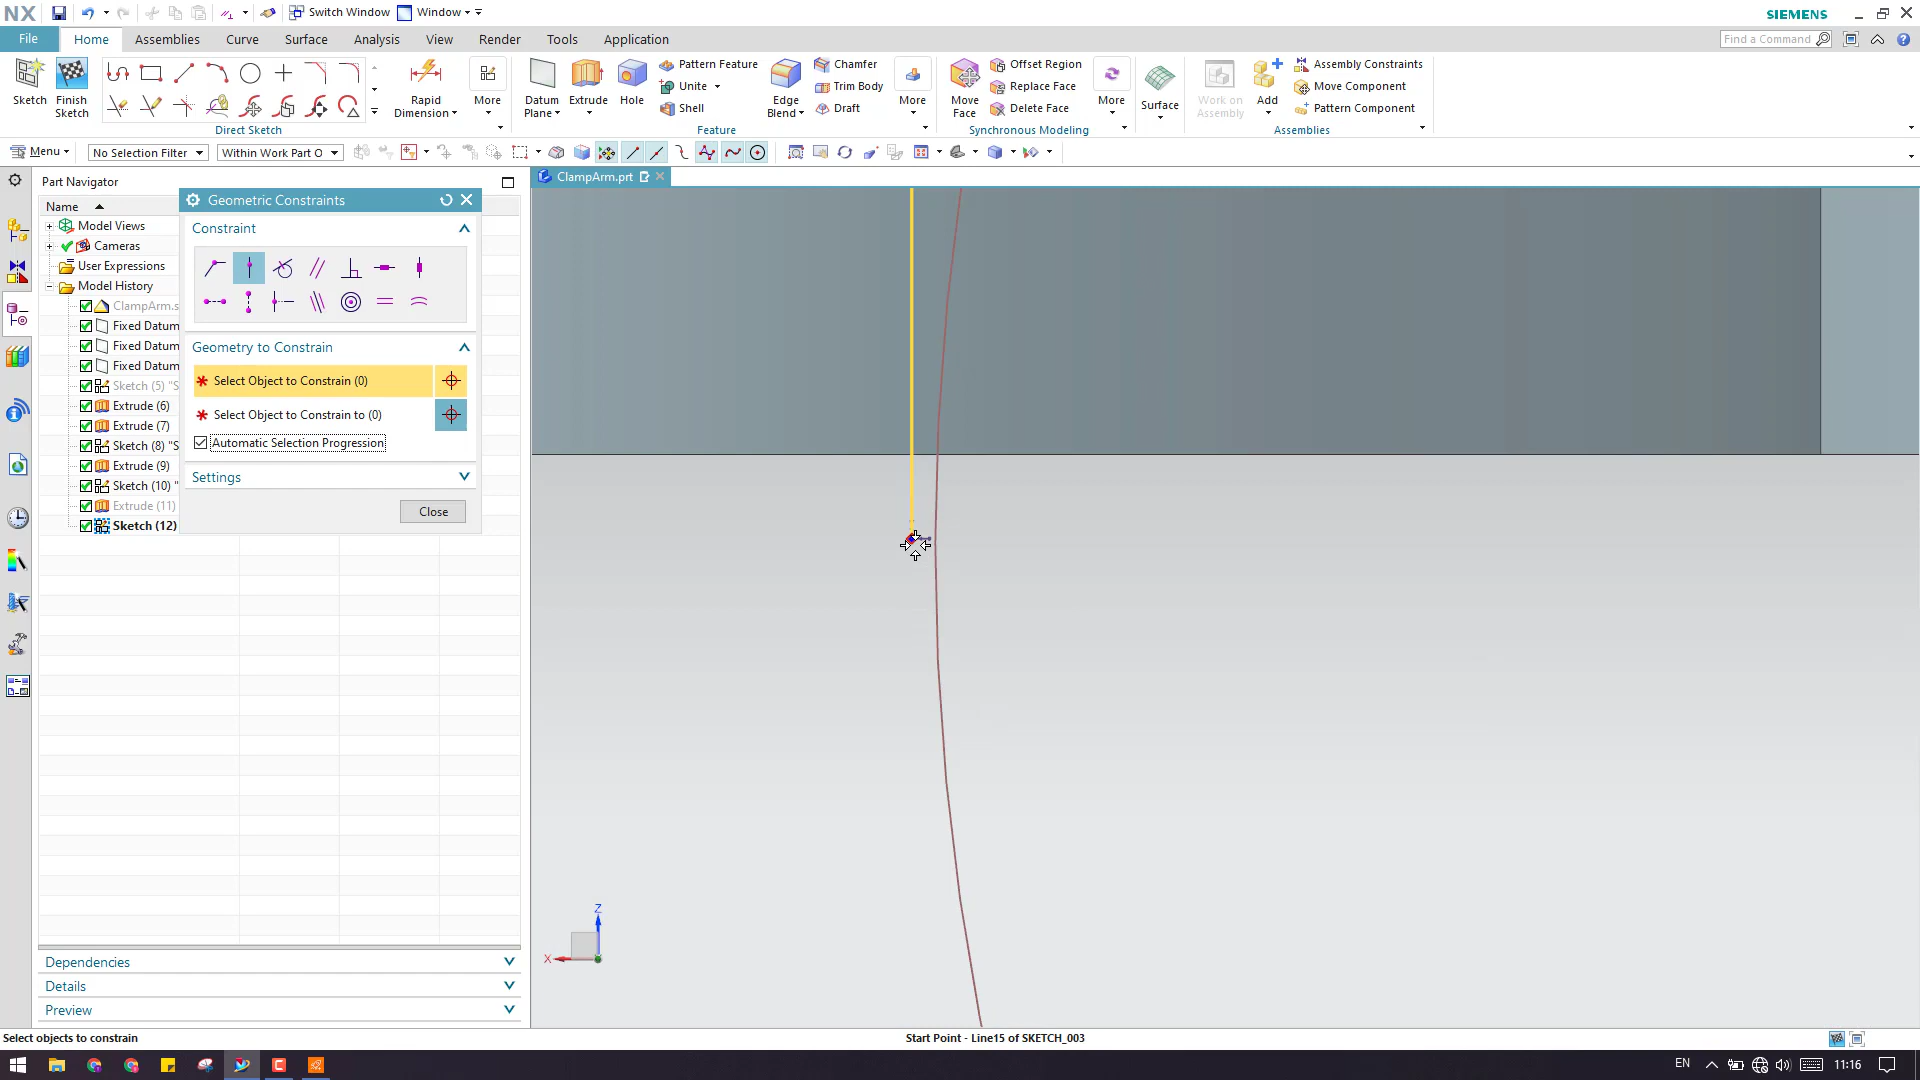 NX
Switch Window
Window
SIEMENS
File
Home
Assemblies
Curve
Surface
Analysis
View
Render
Tools
Application
Find a Command
Sketch
Finish Sketch
Rapid Dimension
More
Direct Sketch
Datum Plane
Extrude
Hole
Pattern Feature
Unite
Shell
Edge Blend
Chamfer
Trim Body
Draft
More
Feature
Move Face
Offset Region
Replace Face
Delete Face
More
Synchronous Modeling
Surface
Work on Assembly
Add
Assembly Constraints
Move Component
Pattern Component
Assemblies
Menu
No Selection Filter
Within Work Part O
Part Navigator
ClampArm.prt
Name
Model Views
Cameras
User Expressions
Model History
ClampArm.s
Fixed Datum
Fixed Datum
Fixed Datum
Sketch (5) "S
Extrude (6)
Extrude (7)
Sketch (8) "S
Extrude (9)
Sketch (10) "
Extrude (11)
Sketch (12)
Geometric Constraints
Constraint
Geometry to Constrain
Select Object to Constrain (0)
Select Object to Constrain to (0)
Automatic Selection Progression
Settings
Close
Z
X
Dependencies
Details
Preview
Select objects to constrain
Start Point - Line15 of SKETCH_003
EN
11:16